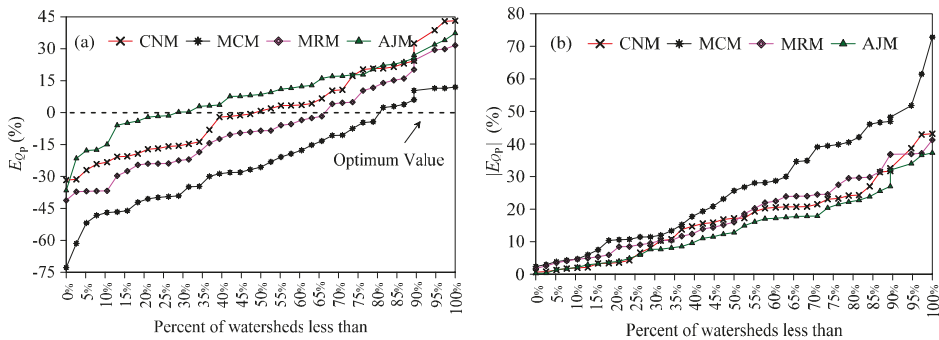 45
30
15
0
-15
-30
-45
-60
-75
E_QP (%)
(a) CNM MCM MRM AJM
Optimum Value
0% 5% 10% 15% 20% 25% 30% 35% 40% 45% 50% 55% 60% 65% 70% 75% 80% 85% 90% 95% 100%
Percent of watersheds less than
80
70
60
50
40
30
20
10
0
|E_QP| (%)
(b) CNM MCM MRM AJM
0% 5% 10% 15% 20% 25% 30% 35% 40% 45% 50% 55% 60% 65% 70% 75% 80% 85% 90% 95% 100%
Percent of watersheds less than